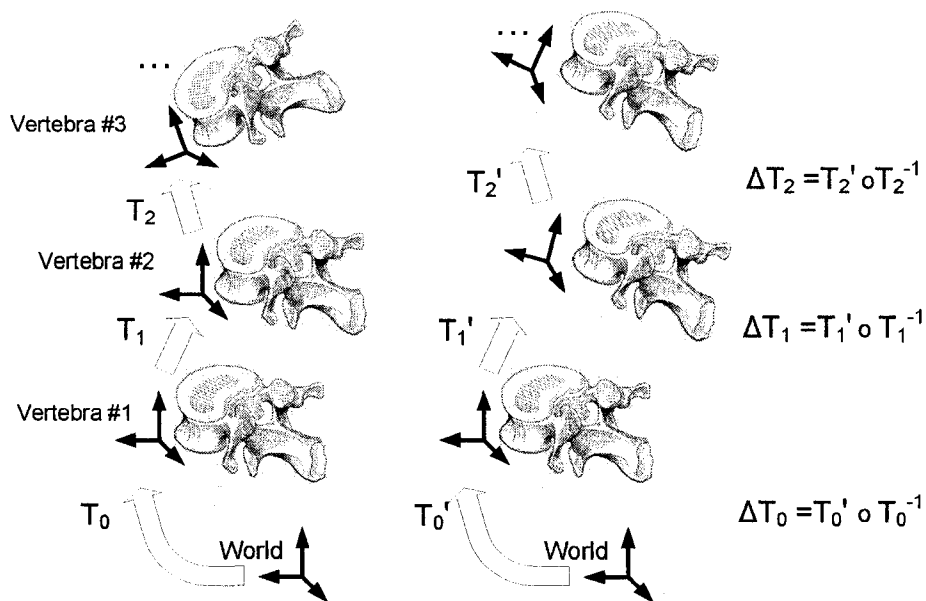 ...
...
Vertebra #3
T₂
T₂'
ΔT₂ =T₂' oT₂⁻¹
Vertebra #2
T₁
T₁'
ΔT₁ =T₁' o T₁⁻¹
Vertebra #1
T₀
T₀'
ΔT₀ =T₀' o T₀⁻¹
World
World